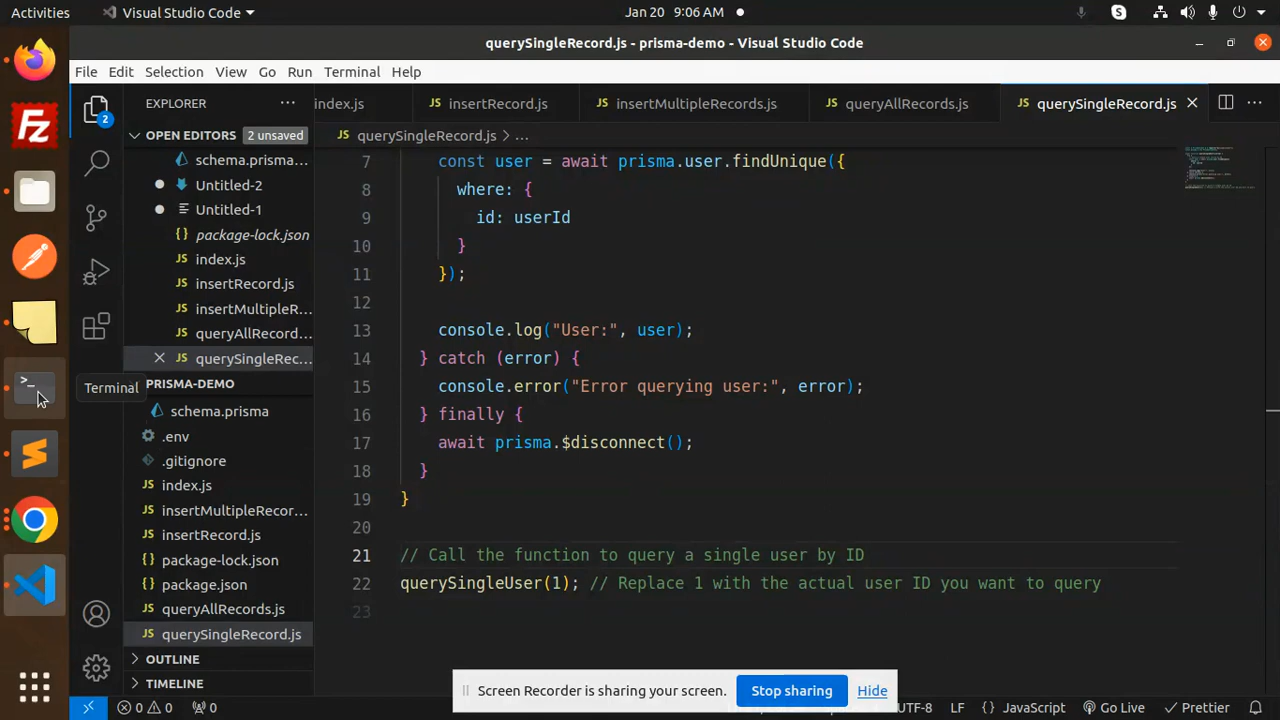 Activities
Visual Studio Code
Jan 20 9:06 AM
querySingleRecord.js - prisma-demo - Visual Studio Code
File Edit Selection View Go Run Terminal Help
EXPLORER
index.js
insertRecord.js
insertMultipleRecords.js
queryAllRecords.js
querySingleRecord.js
OPEN EDITORS 2 unsaved
schema.prisma...
Untitled-2
Untitled-1
package-lock.json
index.js
insertRecord.js
insertMultipleR...
queryAllRecord...
querySingleRec...
PRISMA-DEMO
schema.prisma
.env
.gitignore
index.js
insertMultipleRecor...
insertRecord.js
package-lock.json
package.json
queryAllRecords.js
querySingleRecord.js
OUTLINE
TIMELINE
2
Fz
S
Terminal
querySingleRecord.js > ...
7 const user = await prisma.user.findUnique({
8 where: {
9 id: userId
10 }
11 });
12
13 console.log("User:", user);
14 } catch (error) {
15 console.error("Error querying user:", error);
16 } finally {
17 await prisma.$disconnect();
18 }
19 }
20
21 // Call the function to query a single user by ID
22 querySingleUser(1); // Replace 1 with the actual user ID you want to query
23
Screen Recorder is sharing your screen. Stop sharing Hide
0 0 0 UTF-8 LF {} JavaScript Go Live Prettier